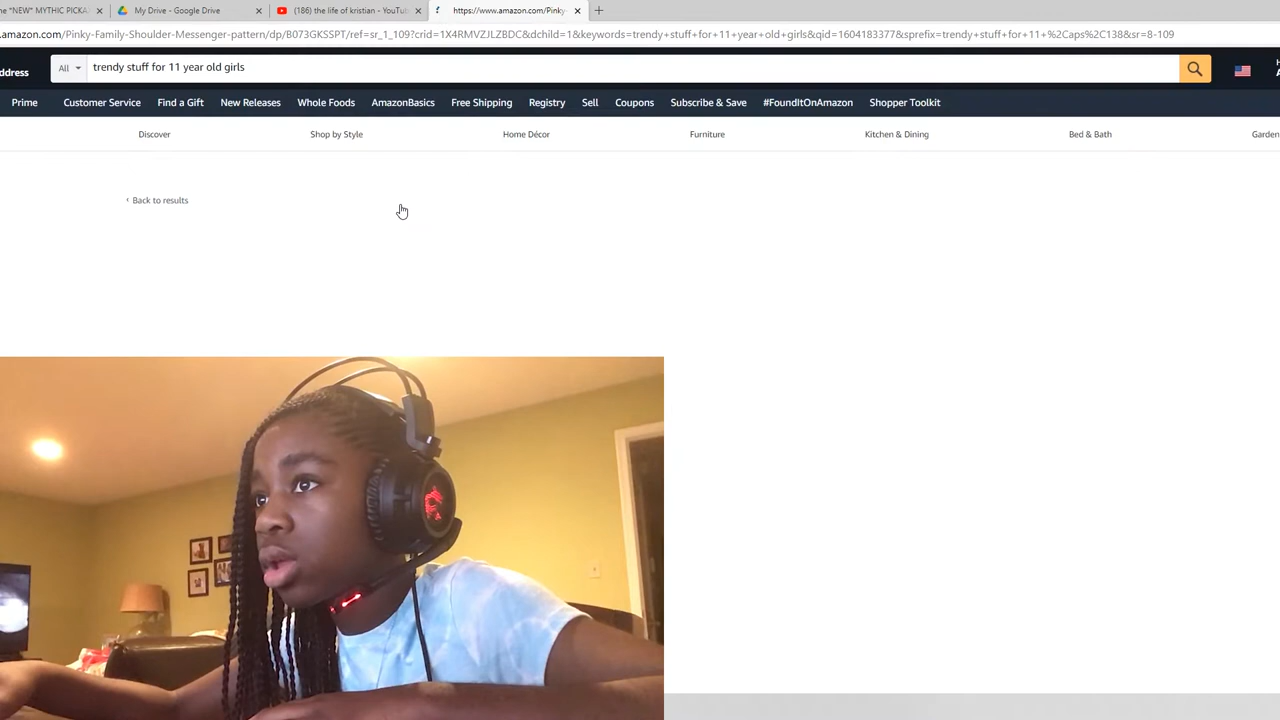 he *NEW* MYTHIC PICKA
My Drive - Google Drive
(186) the life of kristian - YouTu
https://www.amazon.com/Pinky-
.amazon.com/Pinky-Family-Shoulder-Messenger-pattern/dp/B073GKSSPT/ref=sr_1_109?crid=1X4RMVZJLZBDC&dchild=1&keywords=trendy+stuff+for+11+year+old+girls&qid=1604183377&sprefix=trendy+stuff+for+11+%2Caps%2C138&sr=8-109
ddress
All
trendy stuff for 11 year old girls
Prime
Customer Service
Find a Gift
New Releases
Whole Foods
AmazonBasics
Free Shipping
Registry
Sell
Coupons
Subscribe & Save
#FoundItOnAmazon
Shopper Toolkit
Discover
Shop by Style
Home Décor
Furniture
Kitchen & Dining
Bed & Bath
Garden
‹ Back to results